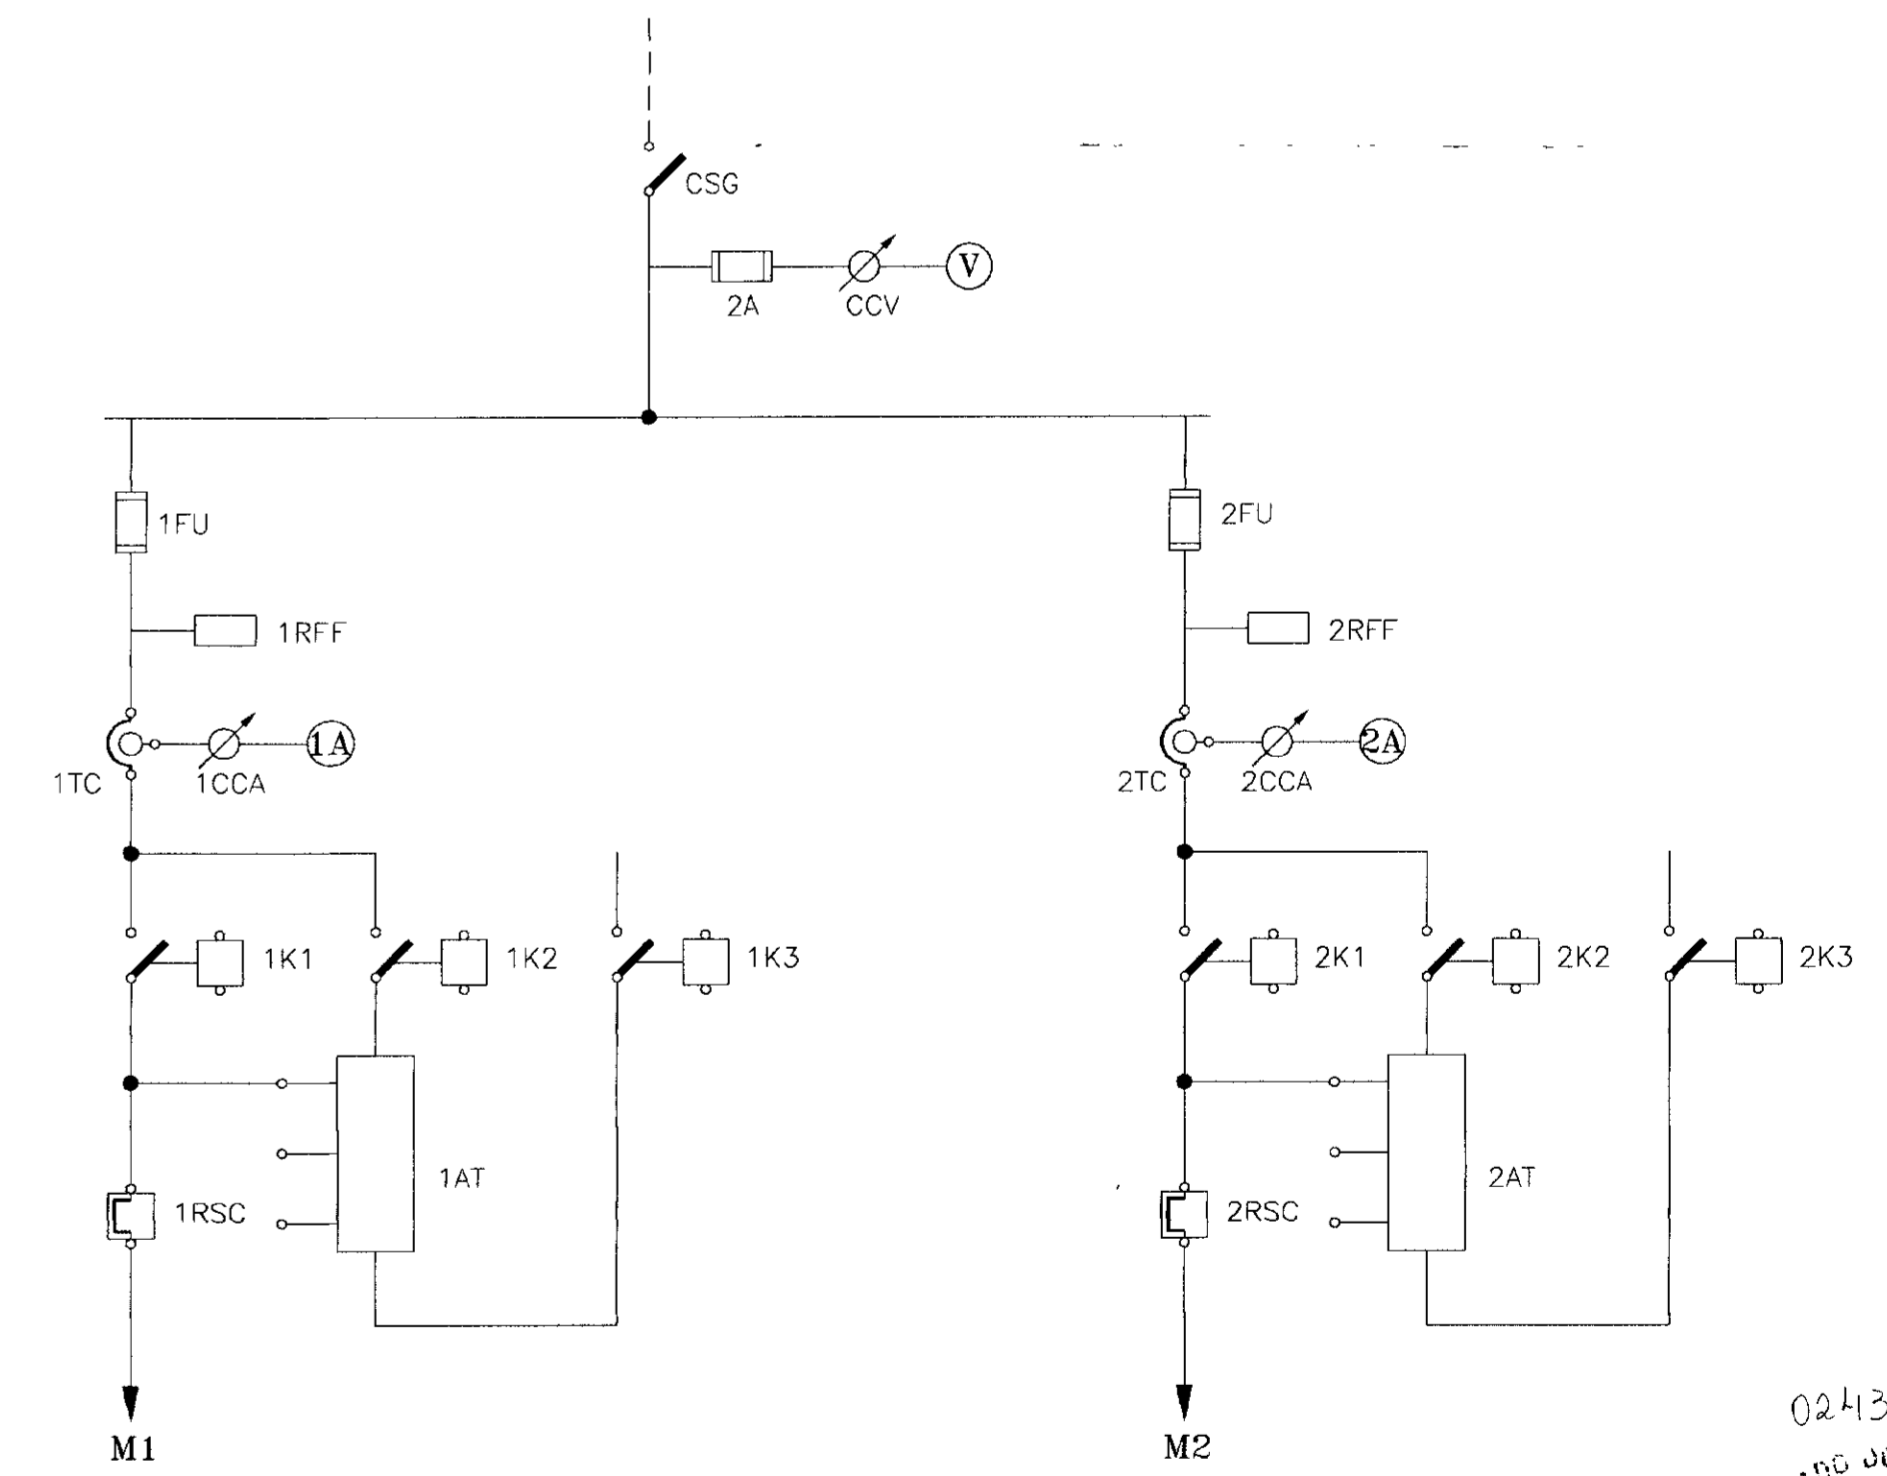 CSG
V
2A
CCV
1FU
2FU
1RFF
2RFF
1A
2A
1TC
1CCA
2TC
2CCA
1K1
1K2
1K3
2K1
2K2
2K3
1AT
2AT
1RSC
2RSC
M1
M2